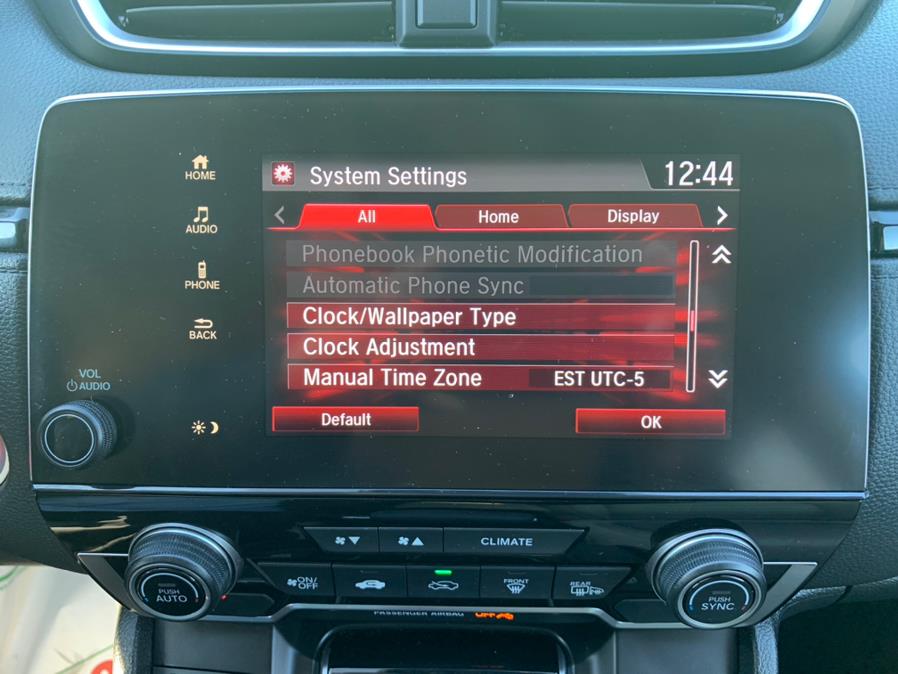 HOME
AUDIO
PHONE
BACK
VOL
AUDIO
System Settings
12:44
All
Home
Display
Phonebook Phonetic Modification
Automatic Phone Sync
Clock/Wallpaper Type
Clock Adjustment
Manual Time Zone
EST UTC-5
Default
OK
CLIMATE
PUSH
AUTO
ON/
OFF
FRONT
REAR
PUSH
SYNC
PASSENGER AIRBAG
OFF